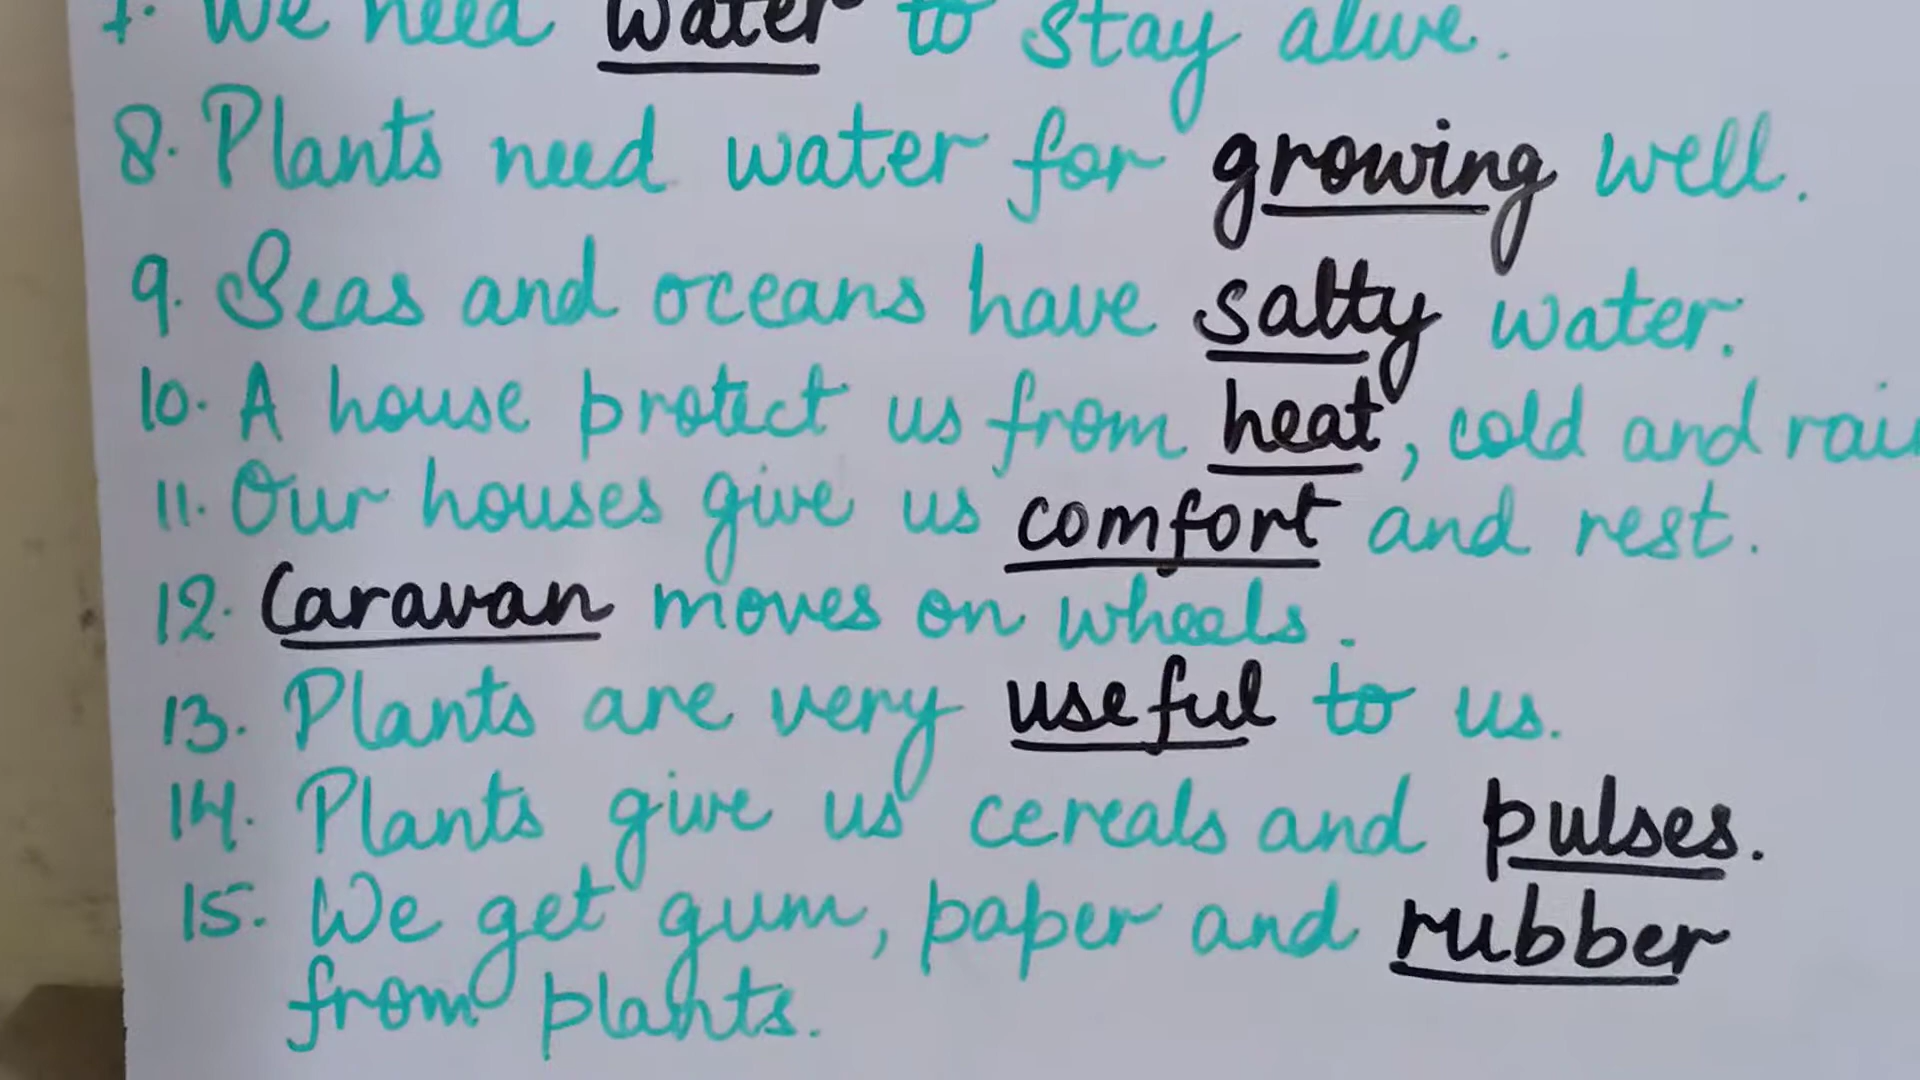 7. We need water to stay alive.
8. Plants need water for growing well.
9. Seas and oceans have salty water.
10. A house protect us from heat, cold and rain
11. Our houses give us comfort and rest.
12. Caravan moves on wheels.
13. Plants are very useful to us.
14. Plants give us cereals and pulses.
15. We get gum, paper and rubber
from plants.